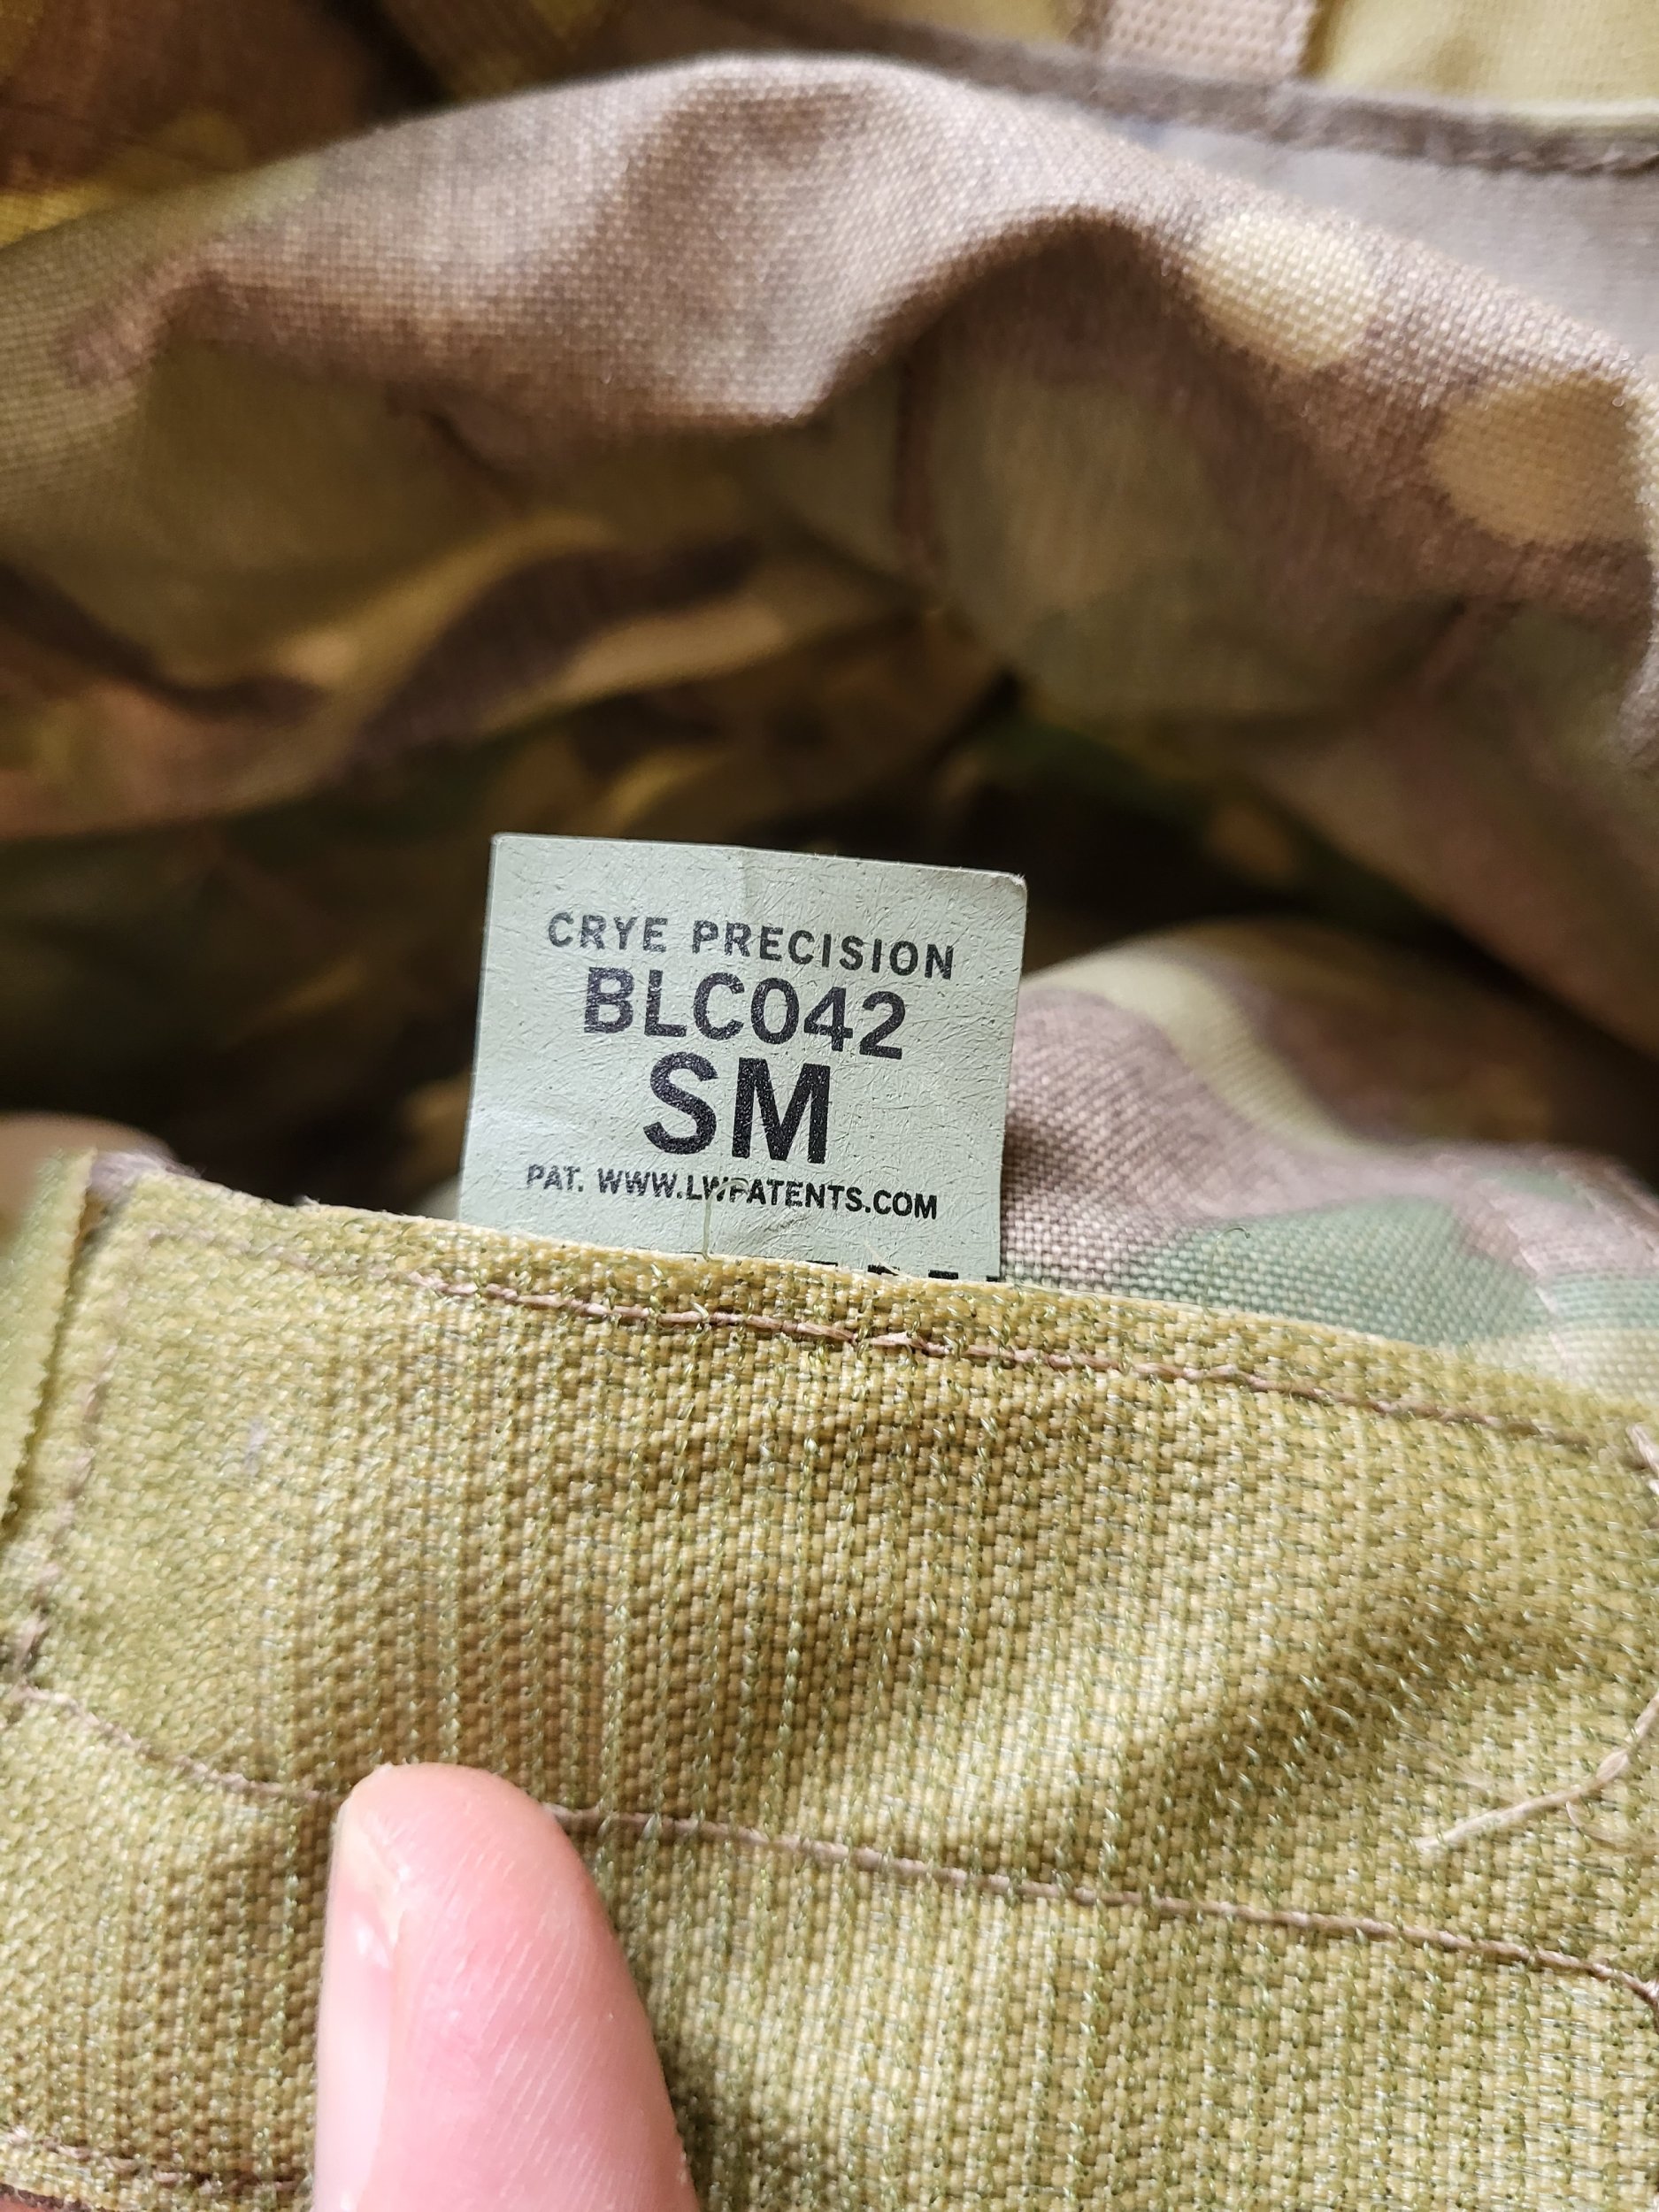 CRYE PRECISION
BLC042
SM
PAT. WWW.LWPATENTS.COM